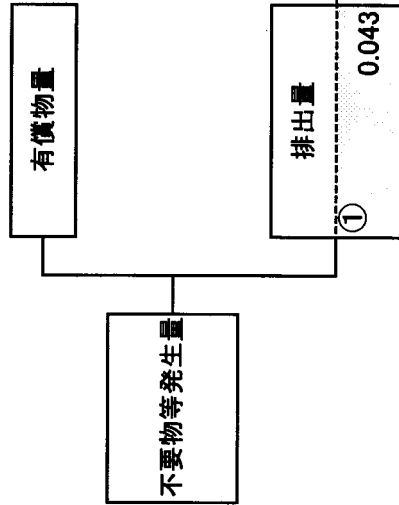 有償物量
不要物等発生量
排出量
①
0.043